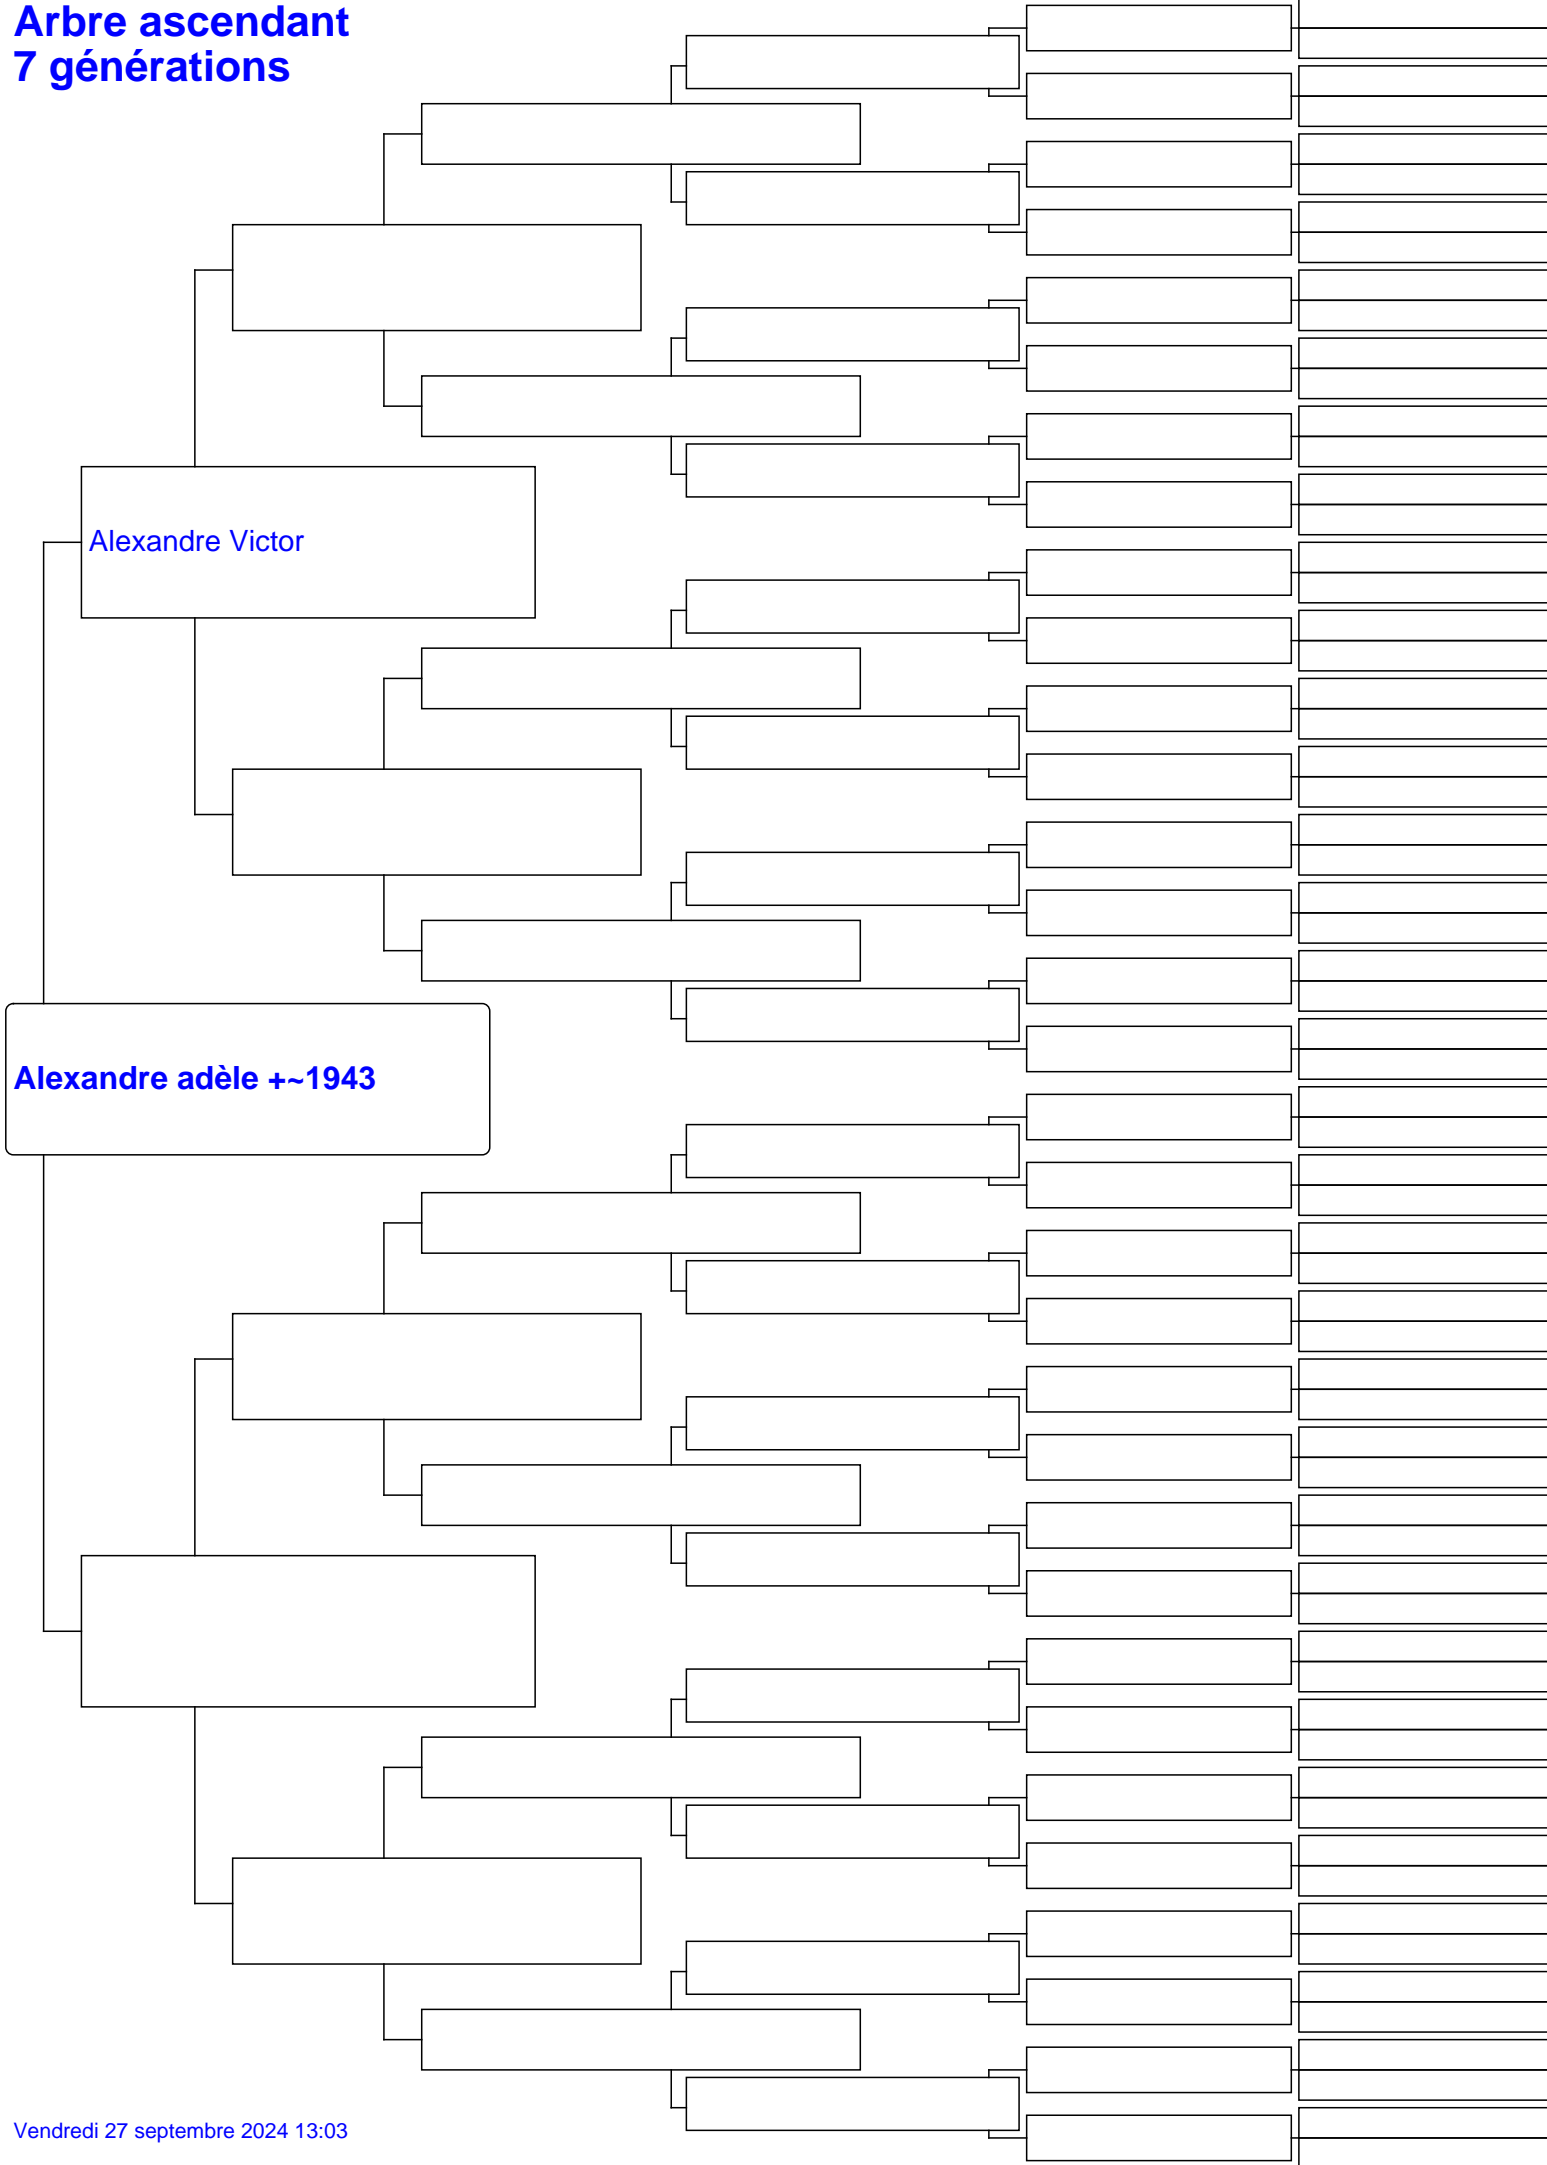 Arbre ascendant
7 générations
Alexandre Victor
Alexandre adèle +~1943
Vendredi 27 septembre 2024 13:03